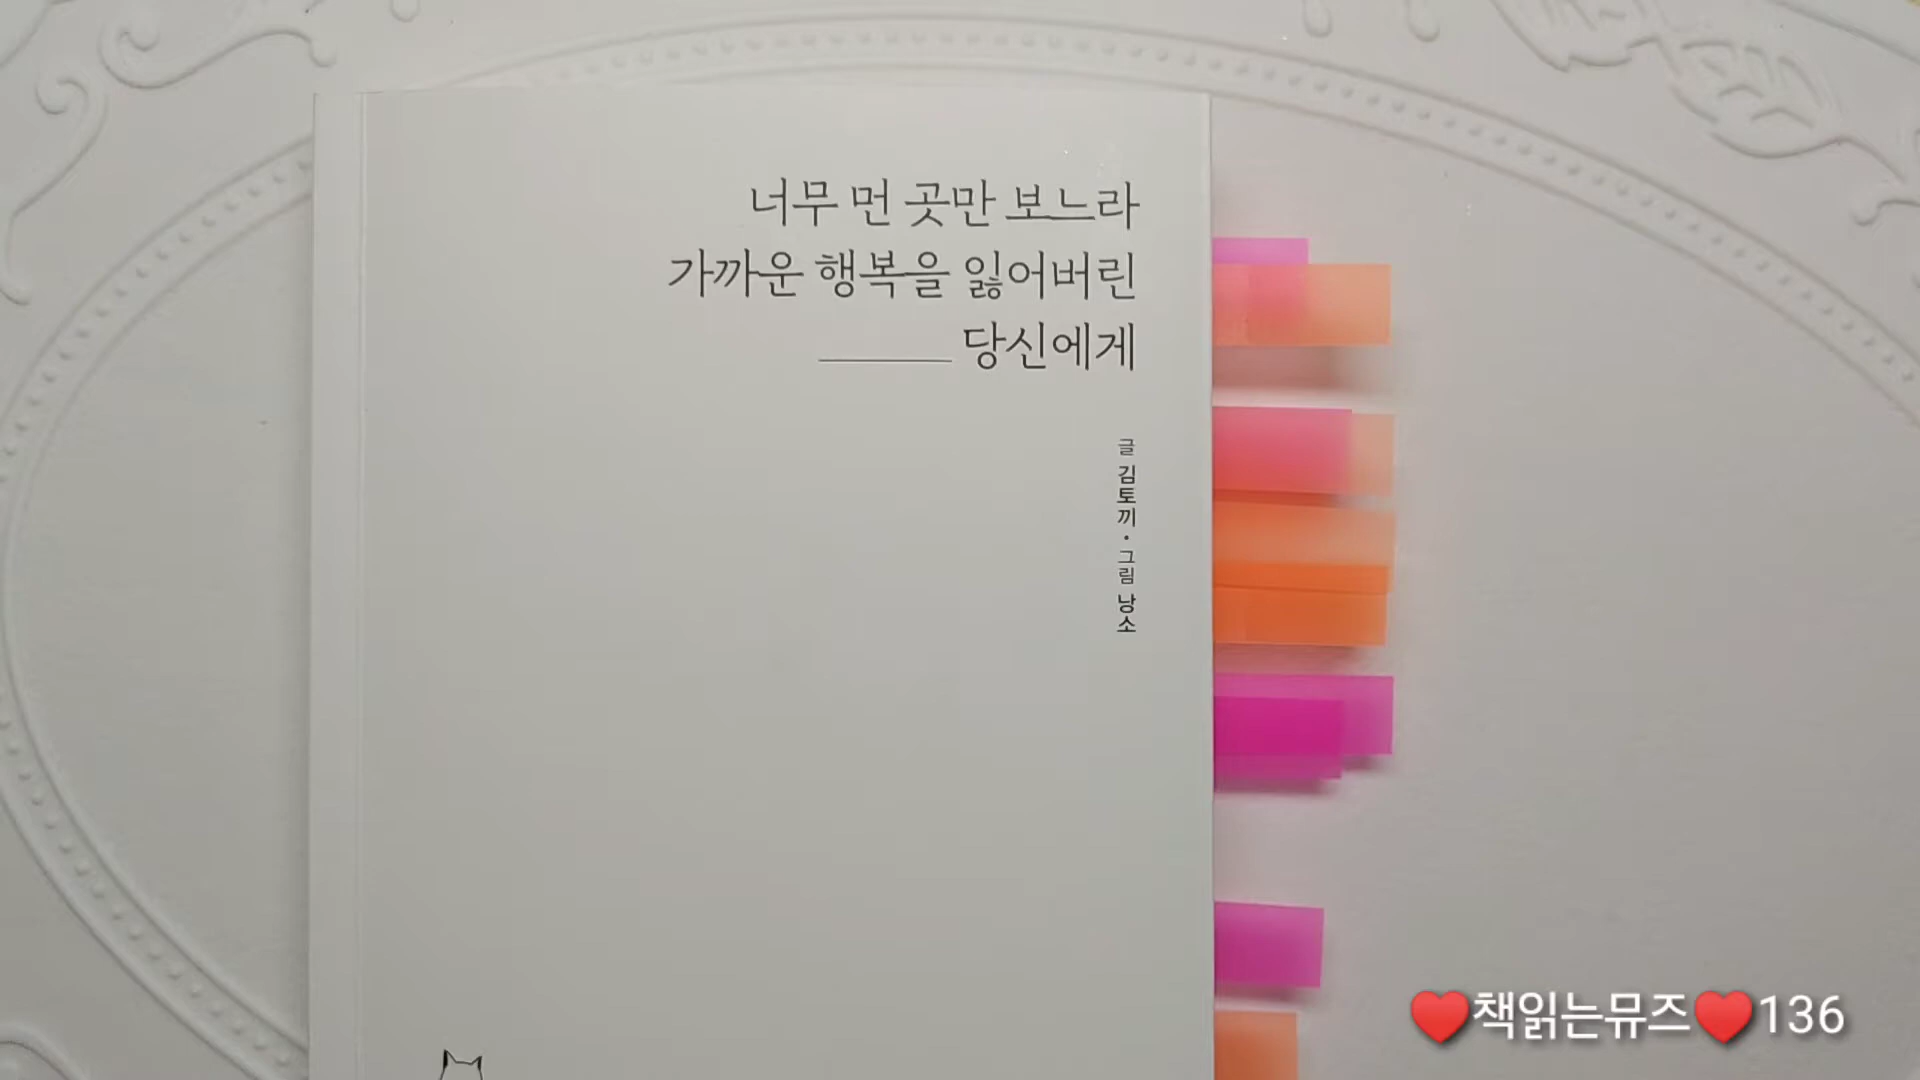 너무 먼 곳만 보느라
가까운 행복을 잃어버린
당신에게
글 김토끼 · 그림 낭소
❤️책읽는뮤즈❤️136